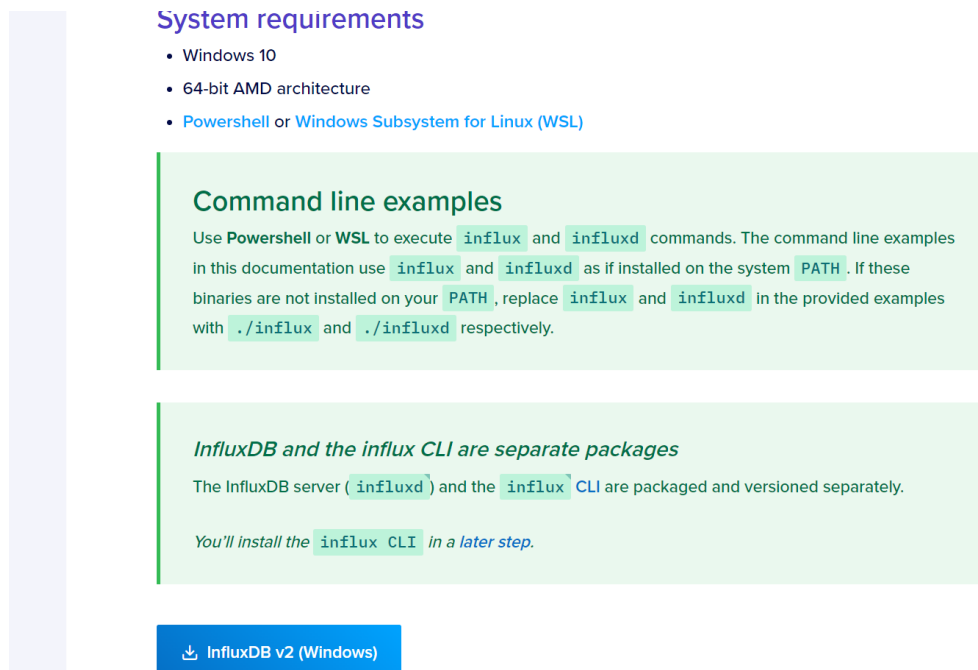 System requirements
Windows 10
64-bit AMD architecture
Powershell or Windows Subsystem for Linux (WSL)
Command line examples
Use Powershell or WSL to execute influx and influxd commands. The command line examples
in this documentation use influx and influxd as if installed on the system PATH. If these
binaries are not installed on your PATH, replace influx and influxd in the provided examples
with ./influx and ./influxd respectively.
InfluxDB and the influx CLI are separate packages
The InfluxDB server (influxd) and the influx CLI are packaged and versioned separately.
You'll install the influx CLI in a later step.
InfluxDB v2 (Windows)